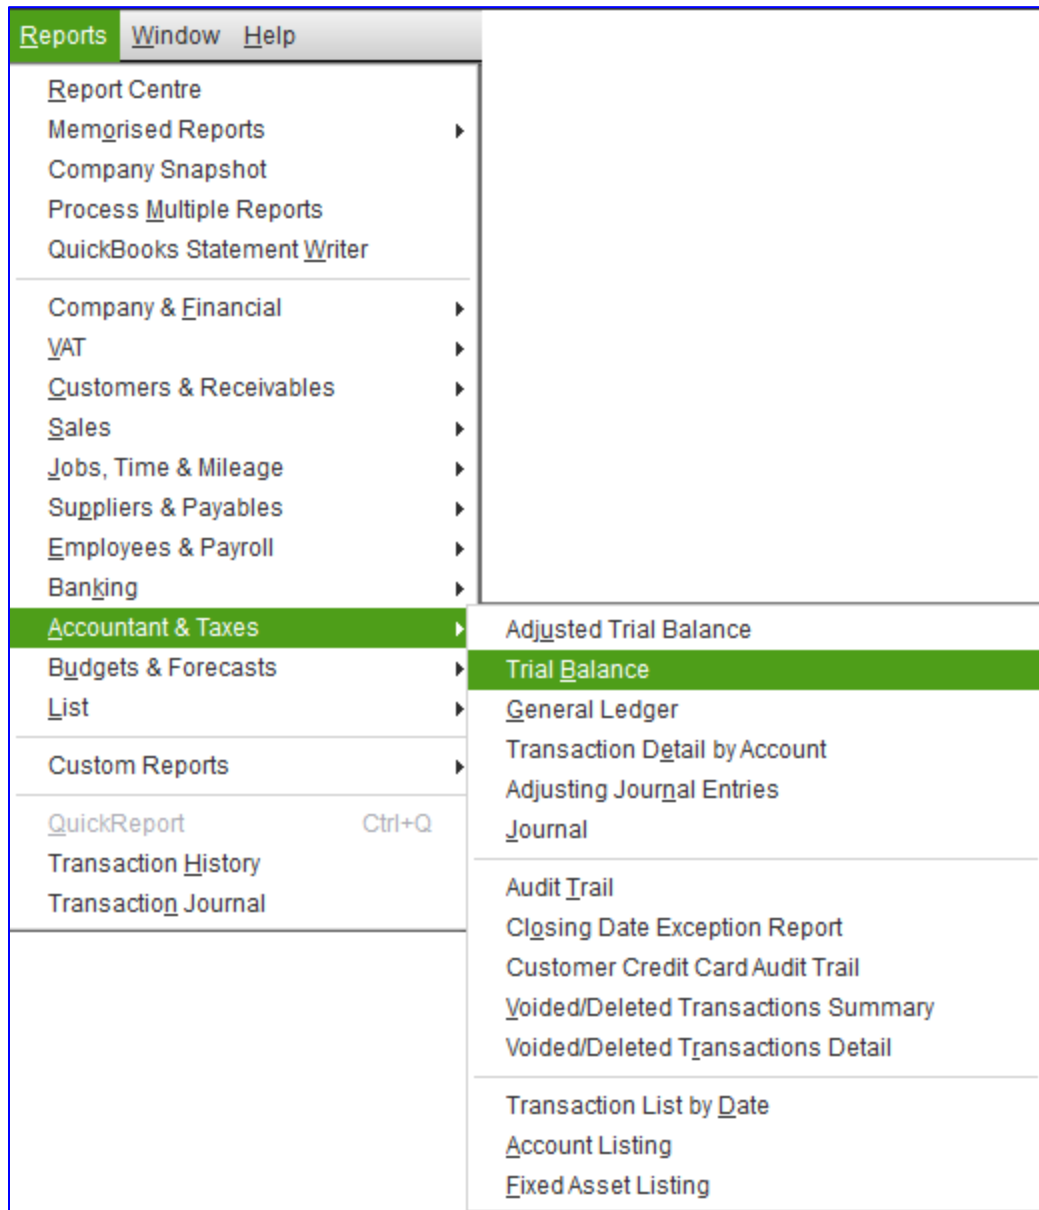 Reports Window Help
Report Centre
Memorised Reports
Company Snapshot
Process Multiple Reports
QuickBooks Statement Writer
Company & Financial
VAT
Customers & Receivables
Sales
Jobs, Time & Mileage
Suppliers & Payables
Employees & Payroll
Banking
Accountant & Taxes
Budgets & Forecasts
List
Custom Reports
QuickReport Ctrl+Q
Transaction History
Transaction Journal
Adjusted Trial Balance
Trial Balance
General Ledger
Transaction Detail by Account
Adjusting Journal Entries
Journal
Audit Trail
Closing Date Exception Report
Customer Credit Card Audit Trail
Voided/Deleted Transactions Summary
Voided/Deleted Transactions Detail
Transaction List by Date
Account Listing
Fixed Asset Listing